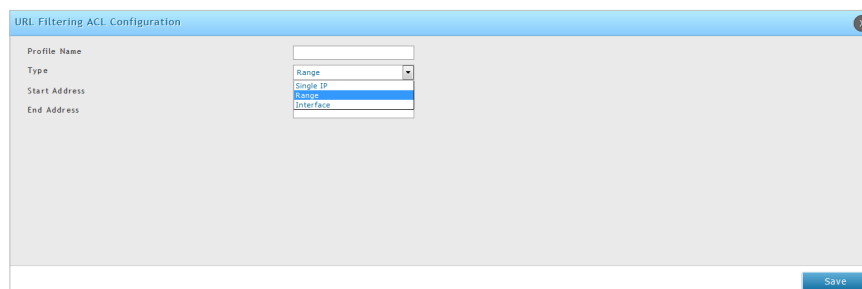 URL Filtering ACL Configuration
Profile Name
Type
Range
Single IP
Start Address
Range
Interface
End Address
Save